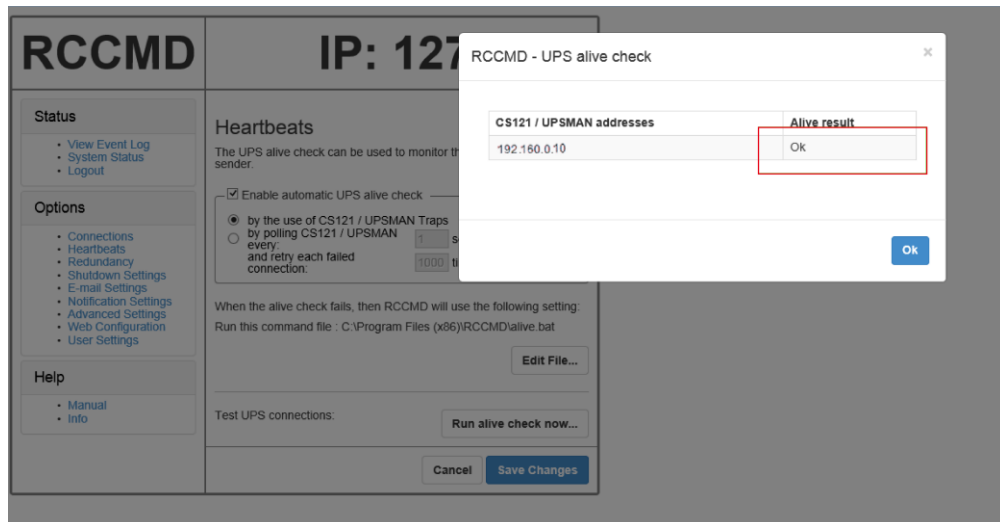 RCCMD
IP: 127
Status
View Event Log
System Status
Logout
Options
Connections
Heartbeats
Redundancy
Shutdown Settings
E-mail Settings
Notification Settings
Advanced Settings
Web Configuration
User Settings
Help
Manual
Info
Heartbeats
The UPS alive check can be used to monitor th
sender.
Enable automatic UPS alive check
by the use of CS121 / UPSMAN Traps
by polling CS121 / UPSMAN
every: 1 s
and retry each failed
connection: 1000 ti
When the alive check fails, then RCCMD will use the following setting:
Run this command file : C:\Program Files (x86)\RCCMD\alive.bat
Edit File...
Test UPS connections:
Run alive check now...
Cancel Save Changes
RCCMD - UPS alive check ×
CS121 / UPSMAN addresses Alive result
192.160.0.10 Ok
Ok